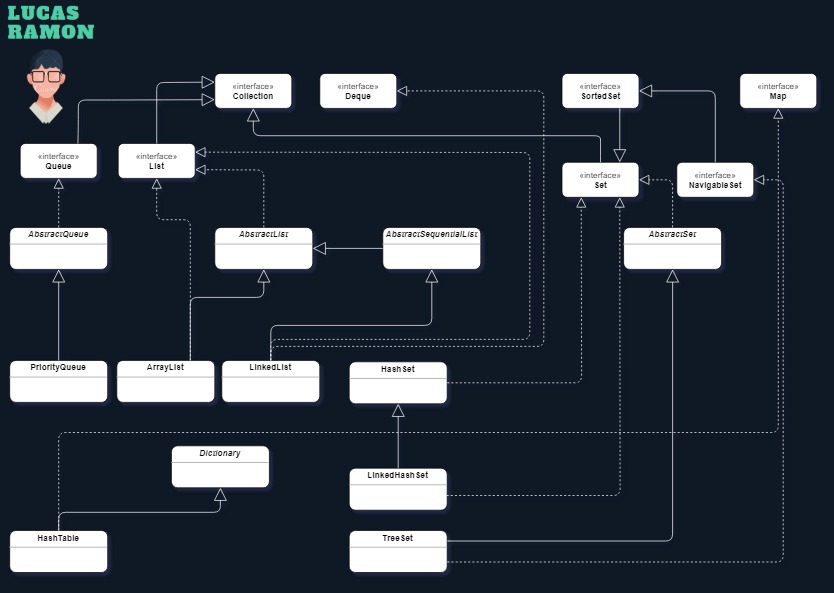 LUCAS
RAMON
«interface»
Collection
«interface»
Deque
«interface»
SortedSet
«interface»
Map
«interface»
Queue
«interface»
List
«interface»
Set
«interface»
NavigableSet
AbstractQueue
AbstractList
AbstractSequentialList
AbstractSet
PriorityQueue
ArrayList
LinkedList
HashSet
Dictionary
LinkedHashSet
HashTable
TreeSet